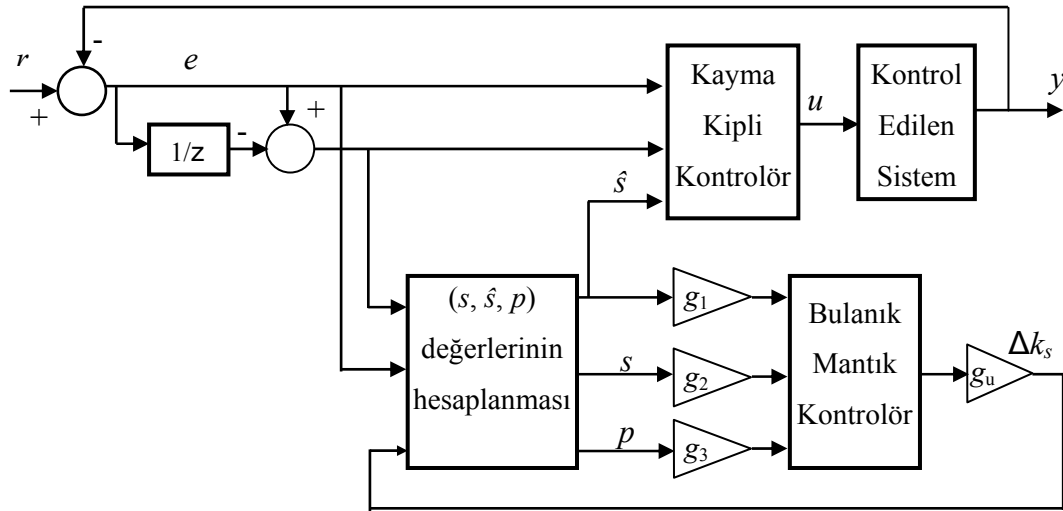 r
+
-
e
1/z
-
+
Kayma
Kipli
Kontrolör
u
Kontrol
Edilen
Sistem
y
ŝ
(s, ŝ, p)
değerlerinin
hesaplanması
s
p
g1
g2
g3
Bulanık
Mantık
Kontrolör
gu
Δks